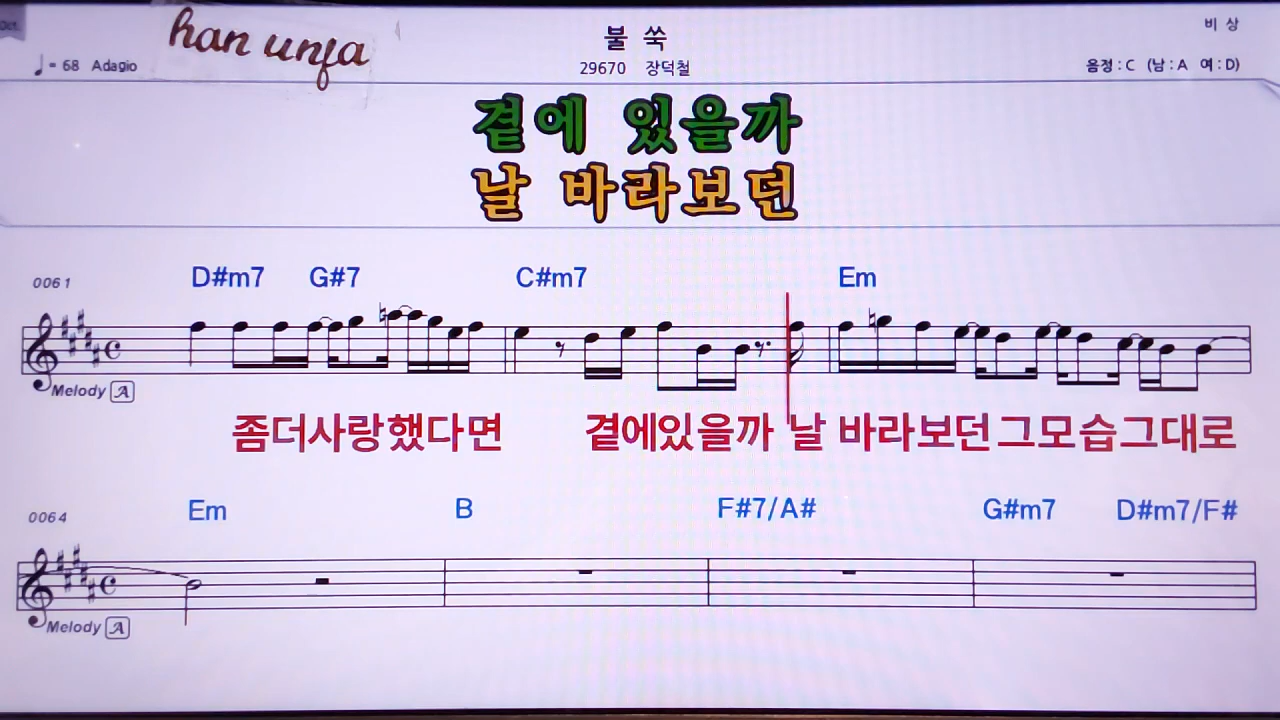 han unfa
불 쑥
비 상
♩= 68 Adagio
29670 장덕철
음정 : C (남 : A 여 : D)
곁에 있을까
날 바라보던
0061 D#m7 G#7 C#m7 Em
Melody A
좀더사랑했다면 곁에있을까 날 바라보던그모습그대로
0064 Em B F#7/A# G#m7 D#m7/F#
Melody A